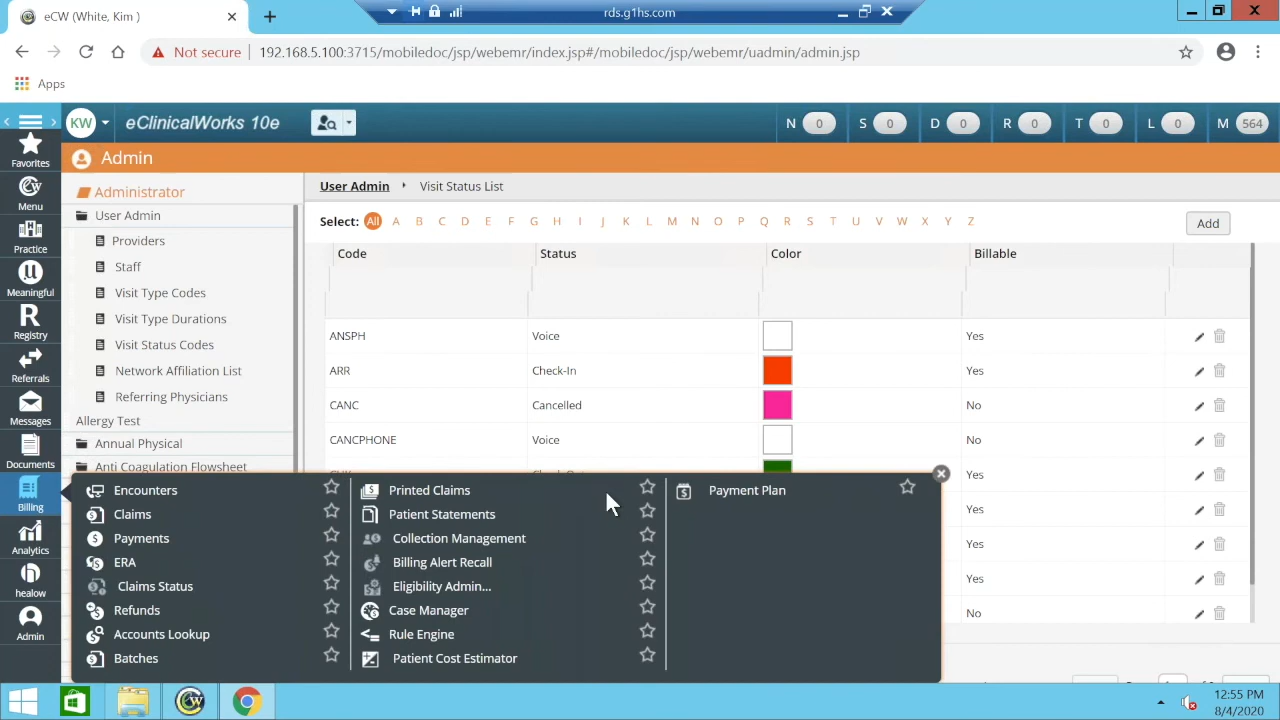 eCW (White, Kim )
rds.g1hs.com
Not secure
192.168.5.100:3715/mobiledoc/jsp/webemr/index.jsp#/mobiledoc/jsp/webemr/uadmin/admin.jsp
Apps
KW
eClinicalWorks 10e
N 0 S 0 D 0 R 0 T 0 L 0 M 564
Favorites
Menu
Practice
Meaningful
Registry
Referrals
Messages
Documents
Billing
Analytics
healow
Admin
Admin
Administrator
User Admin
Providers
Staff
Visit Type Codes
Visit Type Durations
Visit Status Codes
Network Affiliation List
Referring Physicians
Allergy Test
Annual Physical
Anti Coagulation Flowsheet
User Admin Visit Status List
Select: All A B C D E F G H I J K L M N O P Q R S T U V W X Y Z
Add
Code Status Color Billable
ANSPH Voice Yes
ARR Check-In Yes
CANC Cancelled No
CANCPHONE Voice No
Yes
Yes
Yes
Yes
No
Encounters
Claims
Payments
ERA
Claims Status
Refunds
Accounts Lookup
Batches
Printed Claims
Patient Statements
Collection Management
Billing Alert Recall
Eligibility Admin...
Case Manager
Rule Engine
Patient Cost Estimator
Payment Plan
12:55 PM
8/4/2020